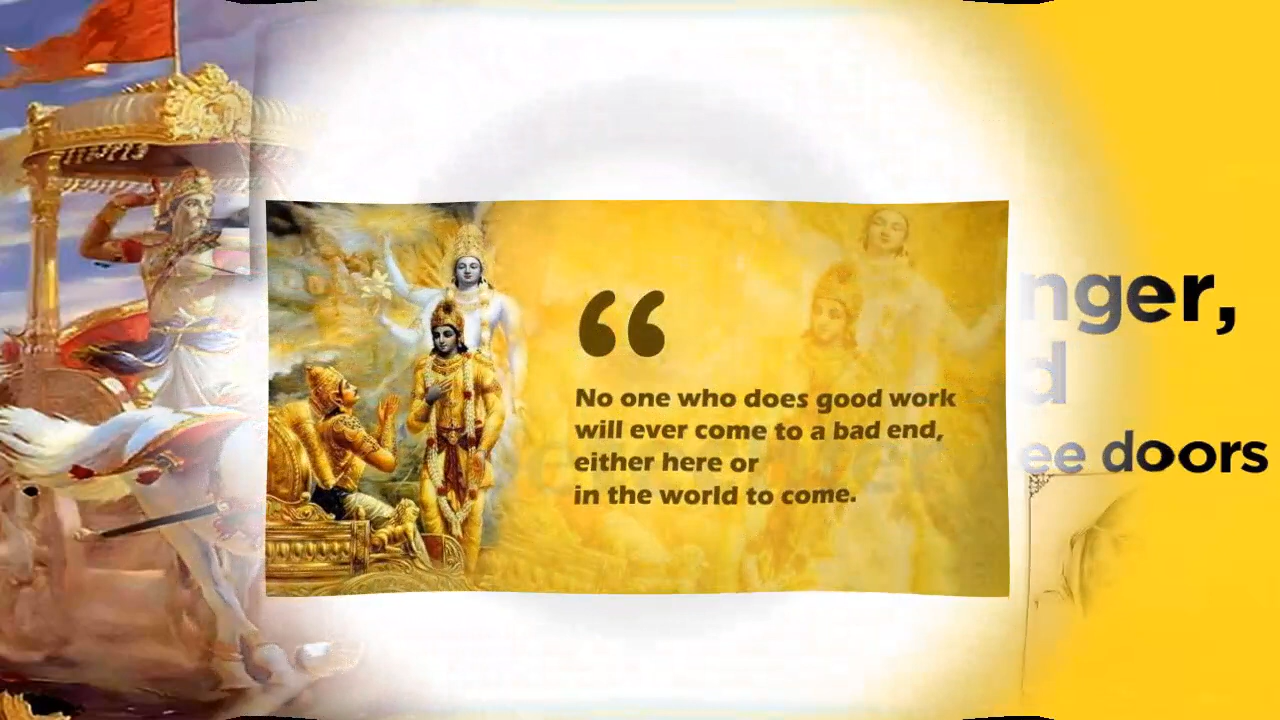 “
No one who does good work
will ever come to a bad end,
either here or
in the world to come.
nger,
d
ee doors